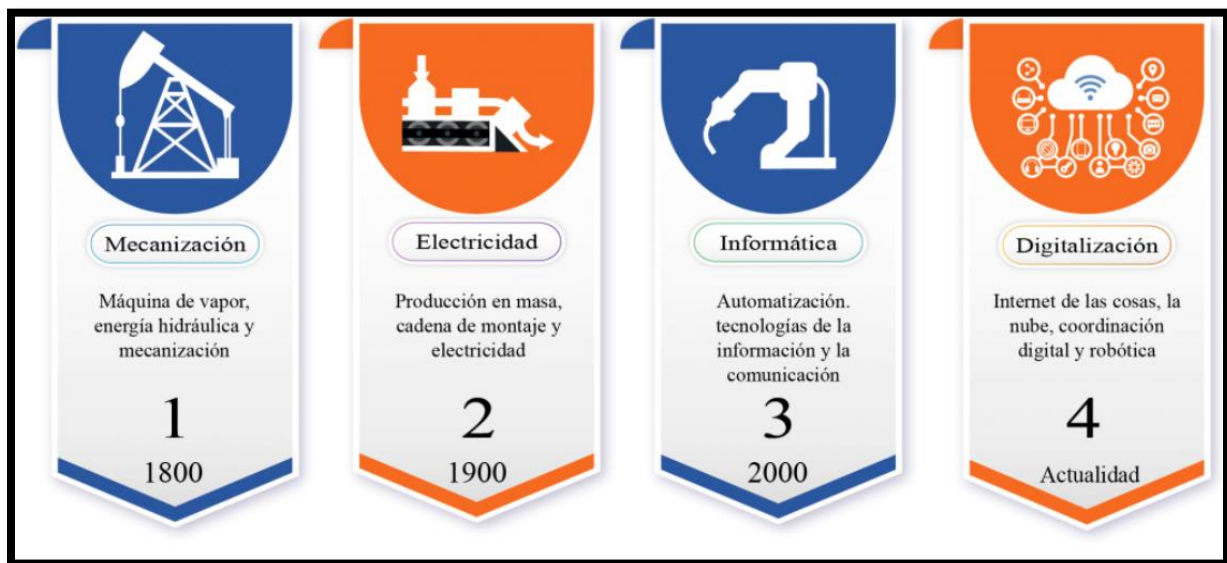 Mecanización
Máquina de vapor,
energía hidráulica y
mecanización
1
1800
Electricidad
Producción en masa,
cadena de montaje y
electricidad
2
1900
Informática
Automatización.
tecnologías de la
información y la
comunicación
3
2000
Digitalización
Internet de las cosas, la
nube, coordinación
digital y robótica
4
Actualidad